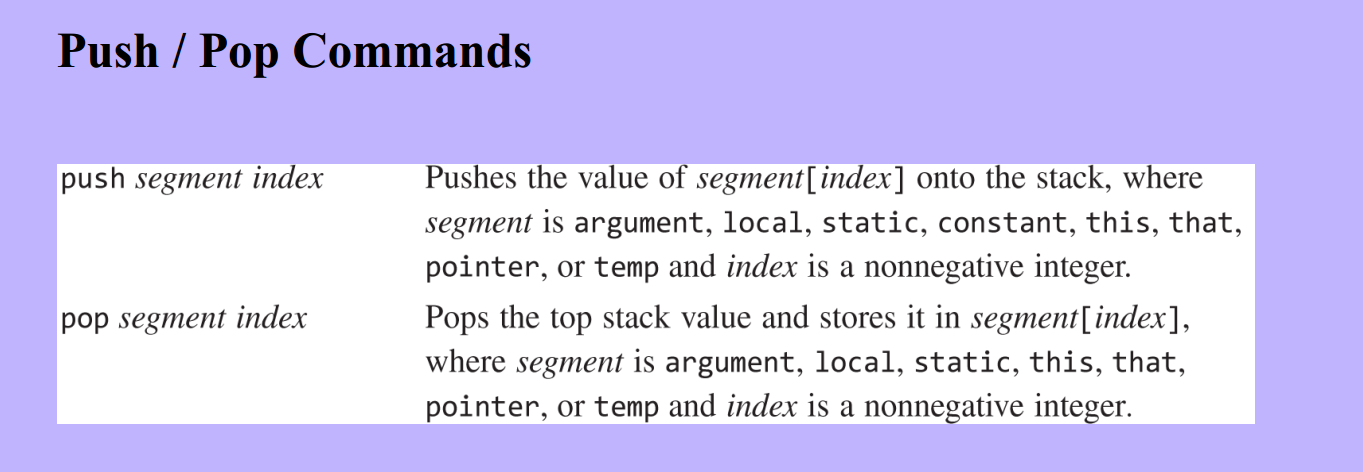 Push / Pop Commands
push segment index Pushes the value of segment[index] onto the stack, where
segment is argument, local, static, constant, this, that,
pointer, or temp and index is a nonnegative integer.
pop segment index Pops the top stack value and stores it in segment[index],
where segment is argument, local, static, this, that,
pointer, or temp and index is a nonnegative integer.